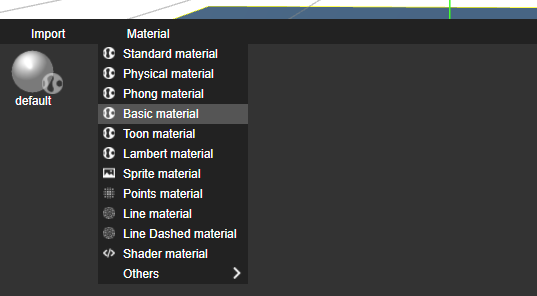 Import Material
Standard material
Physical material
Phong material
Basic material
Toon material
Lambert material
Sprite material
Points material
Line material
Line Dashed material
Shader material
Others
default